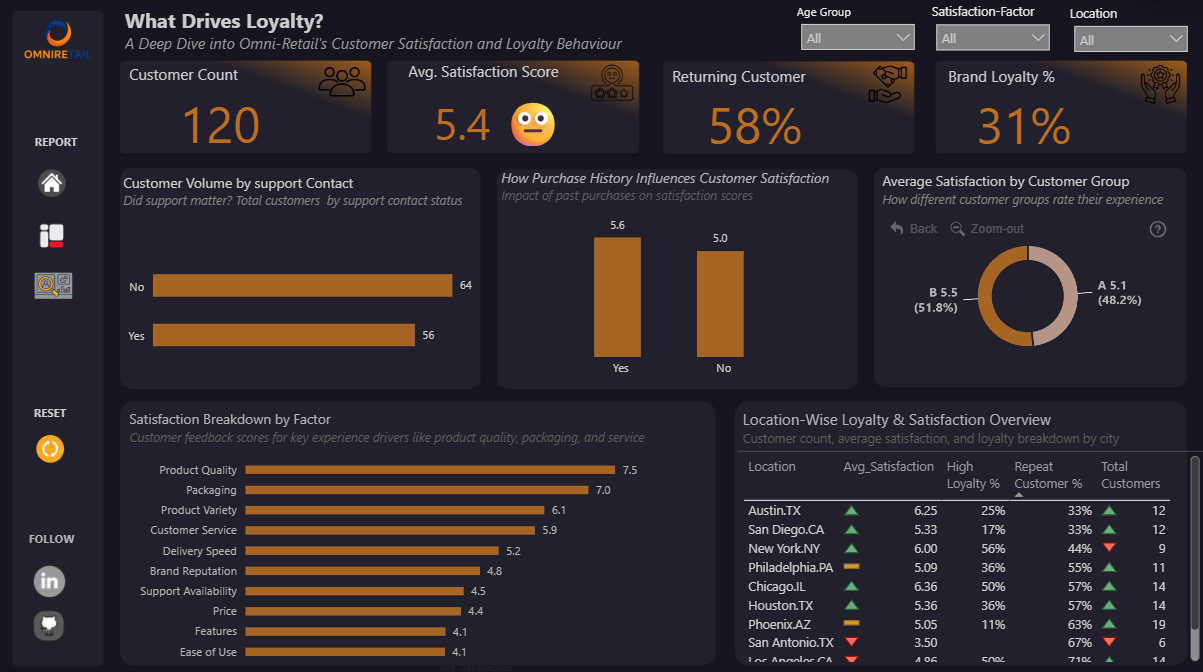 OMNIRETAIL
What Drives Loyalty?
A Deep Dive into Omni-Retail's Customer Satisfaction and Loyalty Behaviour
Age Group
All
Satisfaction-Factor
All
Location
All
Customer Count
120
Avg. Satisfaction Score
5.4
Returning Customer
58%
Brand Loyalty %
31%
REPORT
RESET
FOLLOW
in
Customer Volume by support Contact
Did support matter? Total customers by support contact status
No 64
Yes 56
How Purchase History Influences Customer Satisfaction
Impact of past purchases on satisfaction scores
5.6
5.0
Yes
No
Average Satisfaction by Customer Group
How different customer groups rate their experience
Back Zoom-out ?
B 5.5
(51.8%)
A 5.1
(48.2%)
Satisfaction Breakdown by Factor
Customer feedback scores for key experience drivers like product quality, packaging, and service
Product Quality 7.5
Packaging 7.0
Product Variety 6.1
Customer Service 5.9
Delivery Speed 5.2
Brand Reputation 4.8
Support Availability 4.5
Price 4.4
Features 4.1
Ease of Use 4.1
Location-Wise Loyalty & Satisfaction Overview
Customer count, average satisfaction, and loyalty breakdown by city
Location Avg_Satisfaction High Repeat Total
Loyalty % Customer % Customers
Austin.TX 6.25 25% 33% 12
San Diego.CA 5.33 17% 33% 12
New York.NY 6.00 56% 44% 9
Philadelphia.PA 5.09 36% 55% 11
Chicago.IL 6.36 50% 57% 14
Houston.TX 5.36 36% 57% 14
Phoenix.AZ 5.05 11% 63% 19
San Antonio.TX 3.50 67% 6
Los Angeles.CA 4.86 50% 71% 14